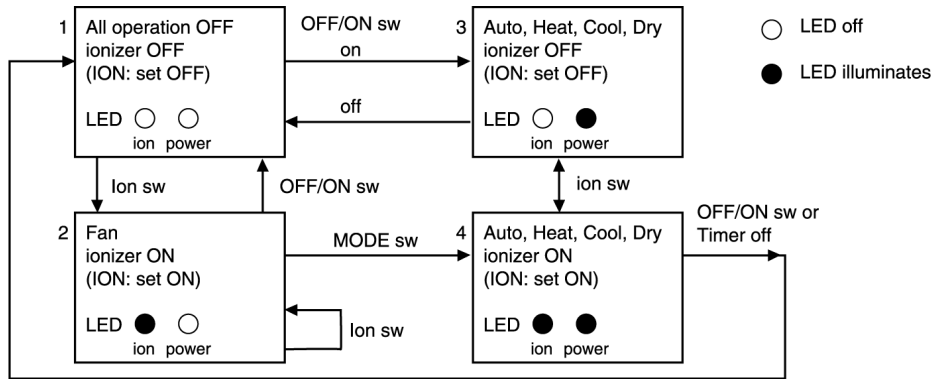 1 All operation OFF
ionizer OFF
(ION: set OFF)
LED
ion power
OFF/ON sw
on
off
3 Auto, Heat, Cool, Dry
ionizer OFF
(ION: set OFF)
LED
ion power
LED off
LED illuminates
Ion sw
OFF/ON sw
ion sw
2 Fan
ionizer ON
(ION: set ON)
LED
ion power
MODE sw
Ion sw
4 Auto, Heat, Cool, Dry
ionizer ON
(ION: set ON)
LED
ion power
OFF/ON sw or
Timer off